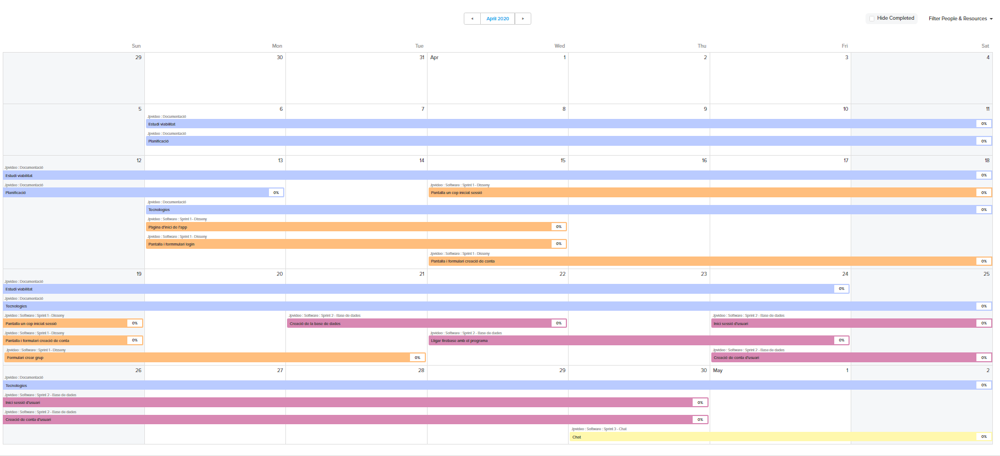 ◂ April 2020 ▸
Hide Completed
Filter People & Resources
Sun Mon Tue Wed Thu Fri Sat
29 30 31 Apr 1 2 3 4
5 6 7 8 9 10 11
Jpvideo : Documentació
Estudi viabilitat 0%
Jpvideo : Documentació
Planificació 0%
12 13 14 15 16 17 18
Jpvideo : Documentació
Estudi viabilitat 0%
Jpvideo : Documentació Jpvideo : Software : Sprint 1 - Disseny
Planificació 0% Pantalla un cop iniciat sessió 0%
Jpvideo : Documentació
Tecnologies 0%
Jpvideo : Software : Sprint 1 - Disseny
Pàgina d'inici de l'app 0%
Jpvideo : Software : Sprint 1 - Disseny
Pantalla i formmulari login 0%
Jpvideo : Software : Sprint 1 - Disseny
Pantalla i formulari creació de conta 0%
19 20 21 22 23 24 25
Jpvideo : Documentació
Estudi viabilitat 0%
Jpvideo : Documentació
Tecnologies 0%
Jpvideo : Software : Sprint 1 - Disseny Jpvideo : Software : Sprint 2 - Base de dades Jpvideo : Software : Sprint 2 - Base de dades
Pantalla un cop iniciat sessió 0% Creació de la base de dades 0% Inici sessió d'usuari 0%
Jpvideo : Software : Sprint 1 - Disseny Jpvideo : Software : Sprint 2 - Base de dades
Pantalla i formulari creació de conta 0% Lligar firebase amb el programa 0%
Jpvideo : Software : Sprint 1 - Disseny Jpvideo : Software : Sprint 2 - Base de dades
Formulari crear grup 0% Creació de conta d'usuari 0%
26 27 28 29 30 May 1 2
Jpvideo : Documentació
Tecnologies 0%
Jpvideo : Software : Sprint 2 - Base de dades
Inici sessió d'usuari 0%
Jpvideo : Software : Sprint 2 - Base de dades
Creació de conta d'usuari 0%
Jpvideo : Software : Sprint 3 - Chat
Chat 0%